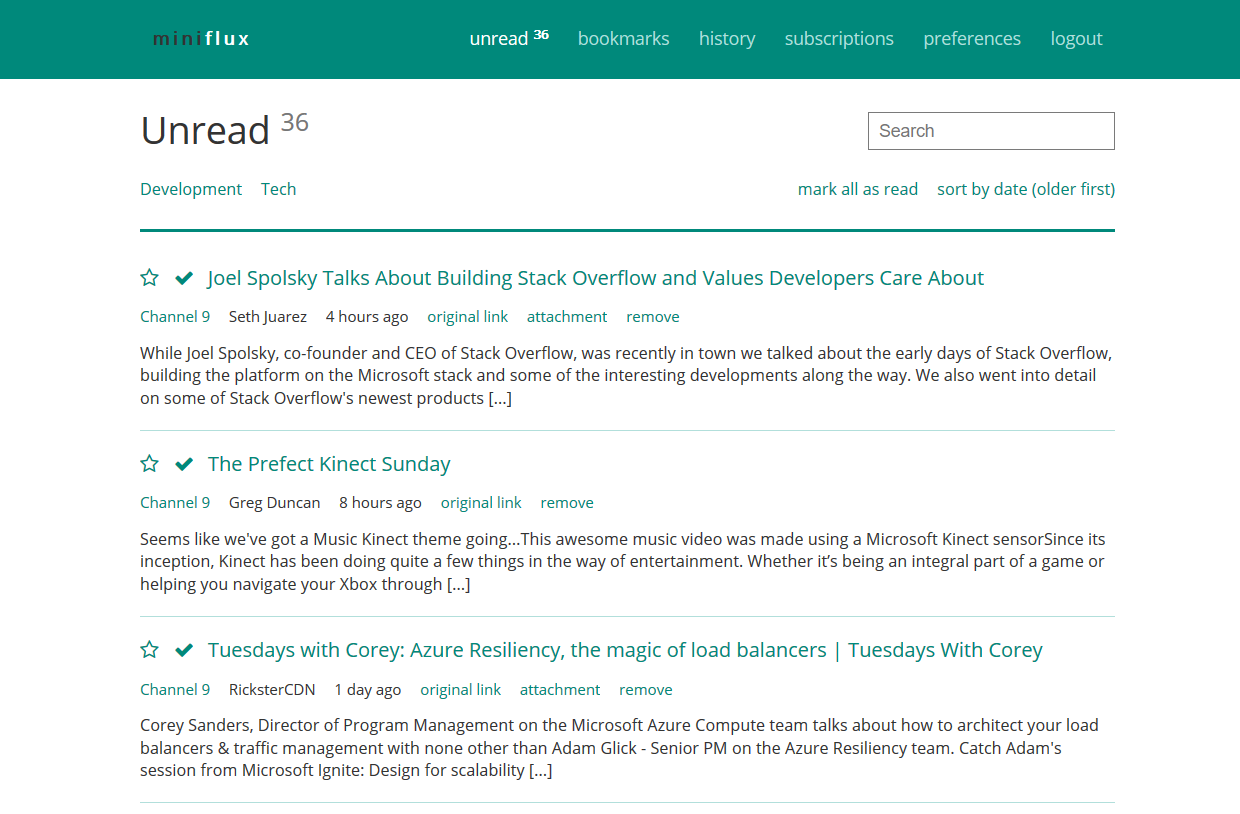 miniflux unread 36 bookmarks history subscriptions preferences logout
Unread 36 Search
Development Tech mark all as read sort by date (older first)
Joel Spolsky Talks About Building Stack Overflow and Values Developers Care About
Channel 9 Seth Juarez 4 hours ago original link attachment remove
While Joel Spolsky, co-founder and CEO of Stack Overflow, was recently in town we talked about the early days of Stack Overflow,
building the platform on the Microsoft stack and some of the interesting developments along the way. We also went into detail
on some of Stack Overflow's newest products [...]
The Prefect Kinect Sunday
Channel 9 Greg Duncan 8 hours ago original link remove
Seems like we've got a Music Kinect theme going...This awesome music video was made using a Microsoft Kinect sensorSince its
inception, Kinect has been doing quite a few things in the way of entertainment. Whether it’s being an integral part of a game or
helping you navigate your Xbox through [...]
Tuesdays with Corey: Azure Resiliency, the magic of load balancers | Tuesdays With Corey
Channel 9 RicksterCDN 1 day ago original link attachment remove
Corey Sanders, Director of Program Management on the Microsoft Azure Compute team talks about how to architect your load
balancers & traffic management with none other than Adam Glick - Senior PM on the Azure Resiliency team. Catch Adam's
session from Microsoft Ignite: Design for scalability [...]